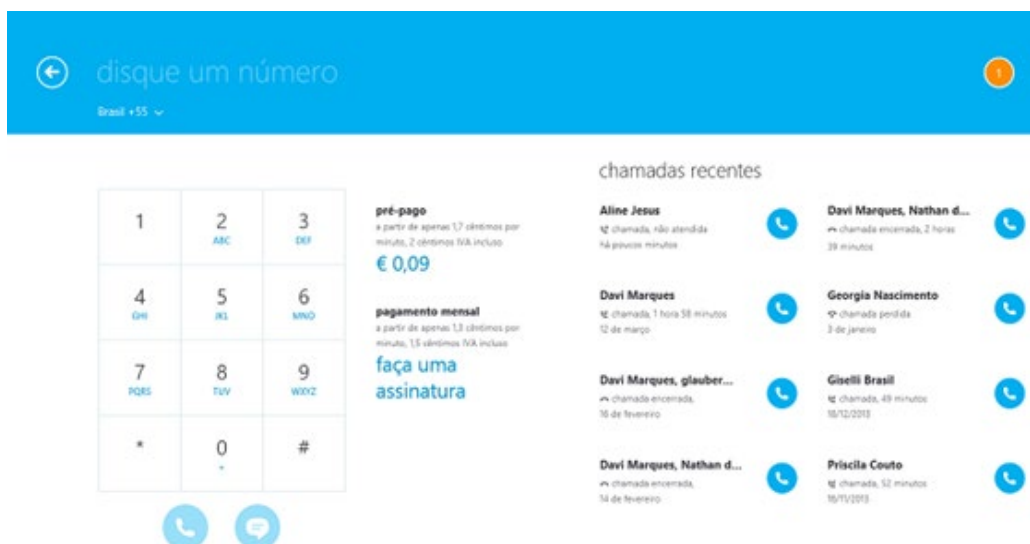 disque um número
1
Brasil +55
chamadas recentes
1
2
ABC
3
DEF
4
GHI
5
JKL
6
MNO
7
PQRS
8
TUV
9
WXYZ
*
0
+
#
pré-pago
a partir de apenas 1,7 cêntimos por
minuto, 2 cêntimos IVA incluso
€ 0,09
pagamento mensal
a partir de apenas 1,3 cêntimos por
minuto, 1,5 cêntimos IVA incluso
faça uma
assinatura
Aline Jesus
chamada, não atendida
há poucos minutos
Davi Marques
chamada, 1 hora 58 minutos
12 de março
Davi Marques, glauber...
chamada encerrada,
16 de fevereiro
Davi Marques, Nathan d...
chamada encerrada,
14 de fevereiro
Davi Marques, Nathan d...
chamada encerrada, 2 horas
39 minutos
Georgia Nascimento
chamada perdida
3 de janeiro
Giselli Brasil
chamada, 49 minutos
18/12/2013
Priscila Couto
chamada, 52 minutos
16/11/2013